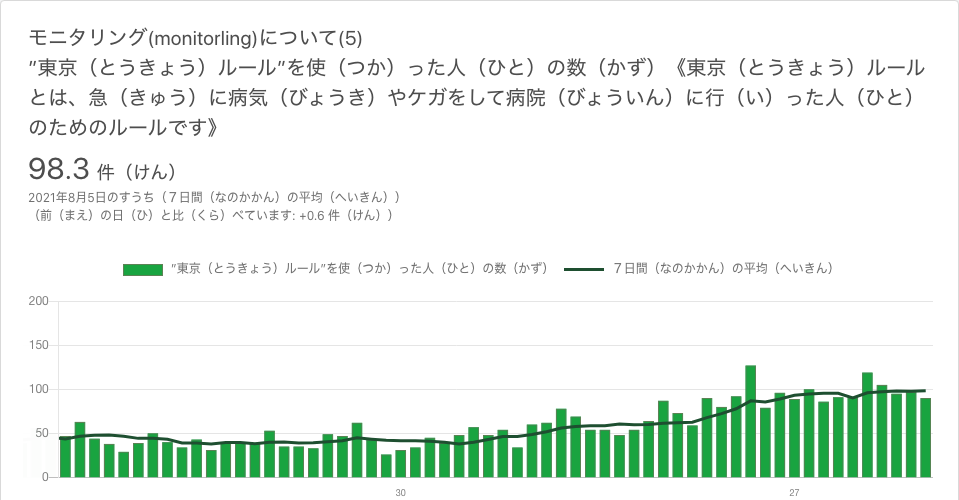 モニタリング(monitorling)について(5)
”東京（とうきょう）ルール”を使（つか）った人（ひと）の数（かず）《東京（とうきょう）ルール
とは、急（きゅう）に病気（びょうき）やケガをして病院（びょういん）に行（い）った人（ひと）
のためのルールです》
98.3 件（けん）
2021年8月5日のすうち（７日間（なのかかん）の平均（へいきん））
（前（まえ）の日（ひ）と比（くら）べています: +0.6 件（けん））
”東京（とうきょう）ルール”を使（つか）った人（ひと）の数（かず） ７日間（なのかかん）の平均（へいきん）
200
150
100
50
0
30 27